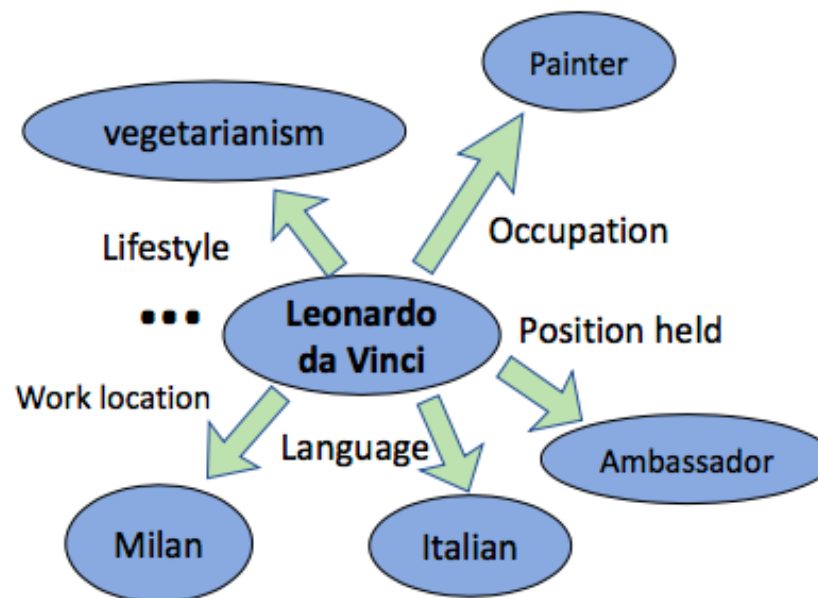 Painter
vegetarianism
Occupation
Lifestyle
...
Leonardo
da Vinci
Position held
Work location
Language
Ambassador
Milan
Italian